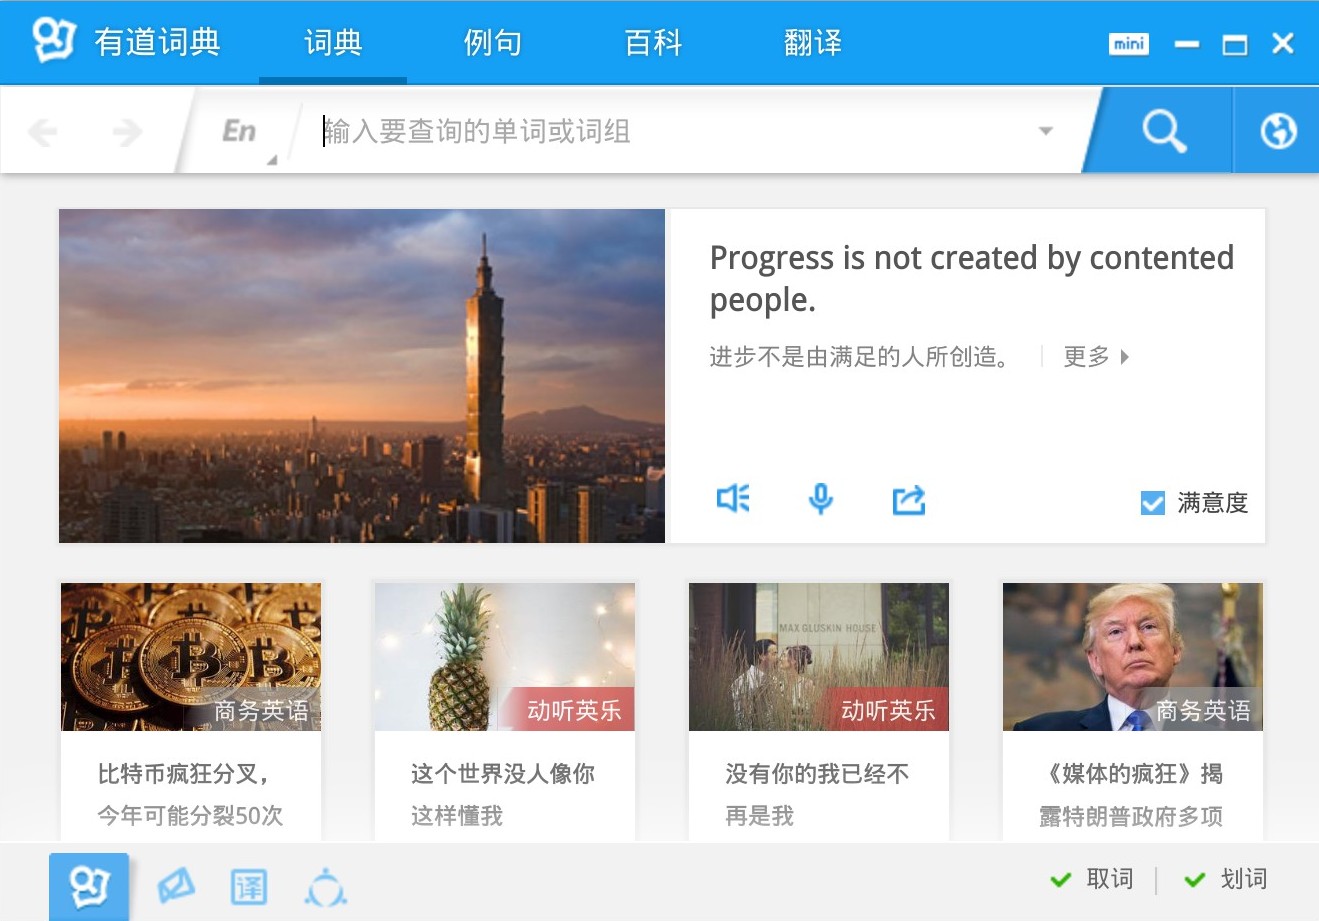 有道词典
词典
例句
百科
翻译
mini
En
输入要查询的单词或词组
Progress is not created by contented
people.
进步不是由满足的人所创造。
更多
满意度
MAX GLUSKIN HOUSE
商务英语
动听英乐
动听英乐
商务英语
比特币疯狂分叉，
今年可能分裂50次
这个世界没人像你
这样懂我
没有你的我已经不
再是我
《媒体的疯狂》揭
露特朗普政府多项
译
取词
划词